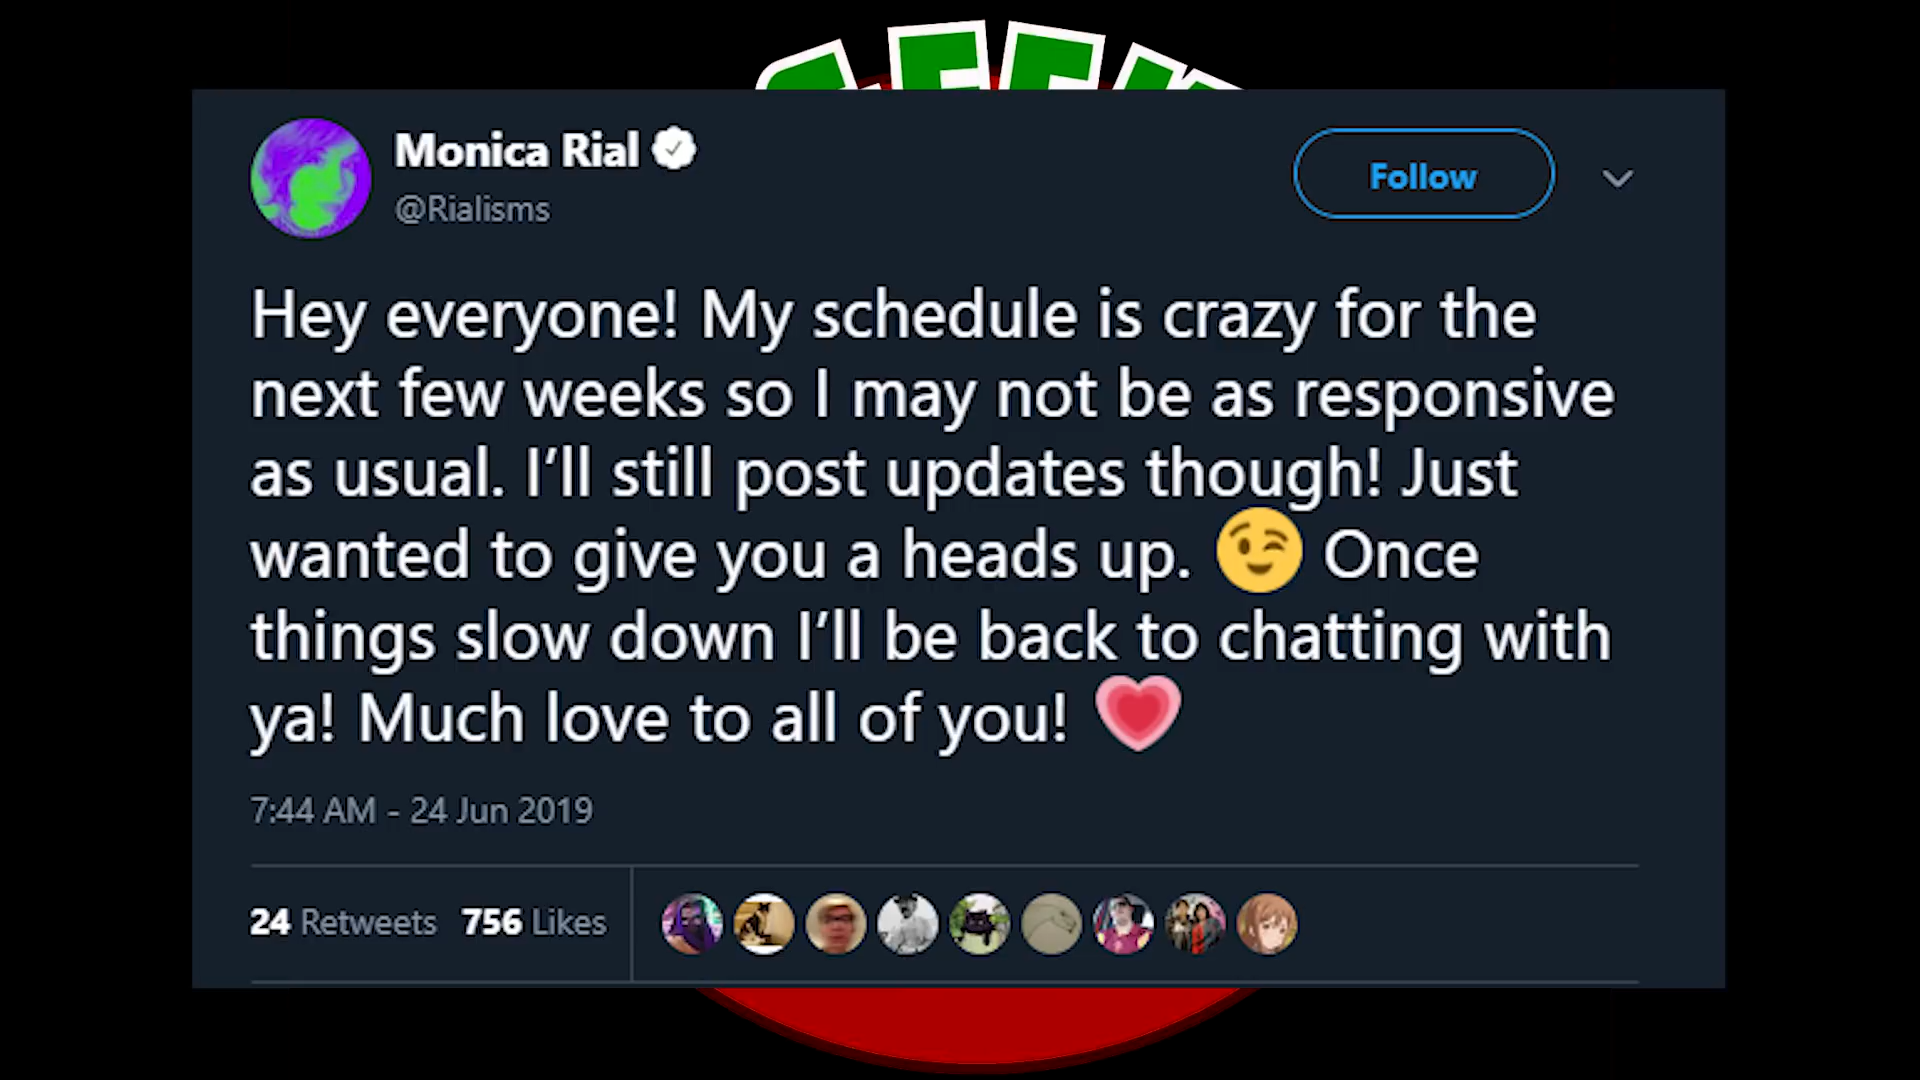 Monica Rial
@Rialisms
Follow
Hey everyone! My schedule is crazy for the
next few weeks so I may not be as responsive
as usual. I’ll still post updates though! Just
wanted to give you a heads up. 😉 Once
things slow down I’ll be back to chatting with
ya! Much love to all of you! 💗
7:44 AM - 24 Jun 2019
24 Retweets 756 Likes